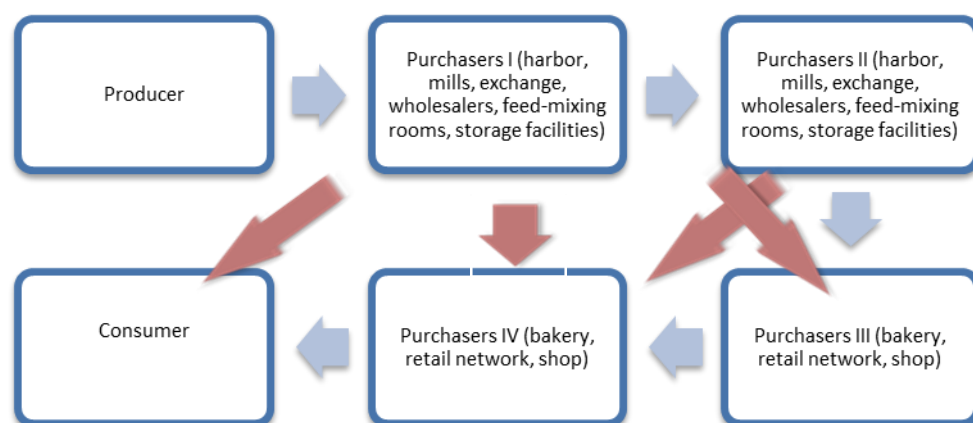 Producer
Purchasers I (harbor,
mills, exchange,
wholesalers, feed-mixing
rooms, storage facilities)
Purchasers II (harbor,
mills, exchange,
wholesalers, feed-mixing
rooms, storage facilities)
Consumer
Purchasers IV (bakery,
retail network, shop)
Purchasers III (bakery,
retail network, shop)